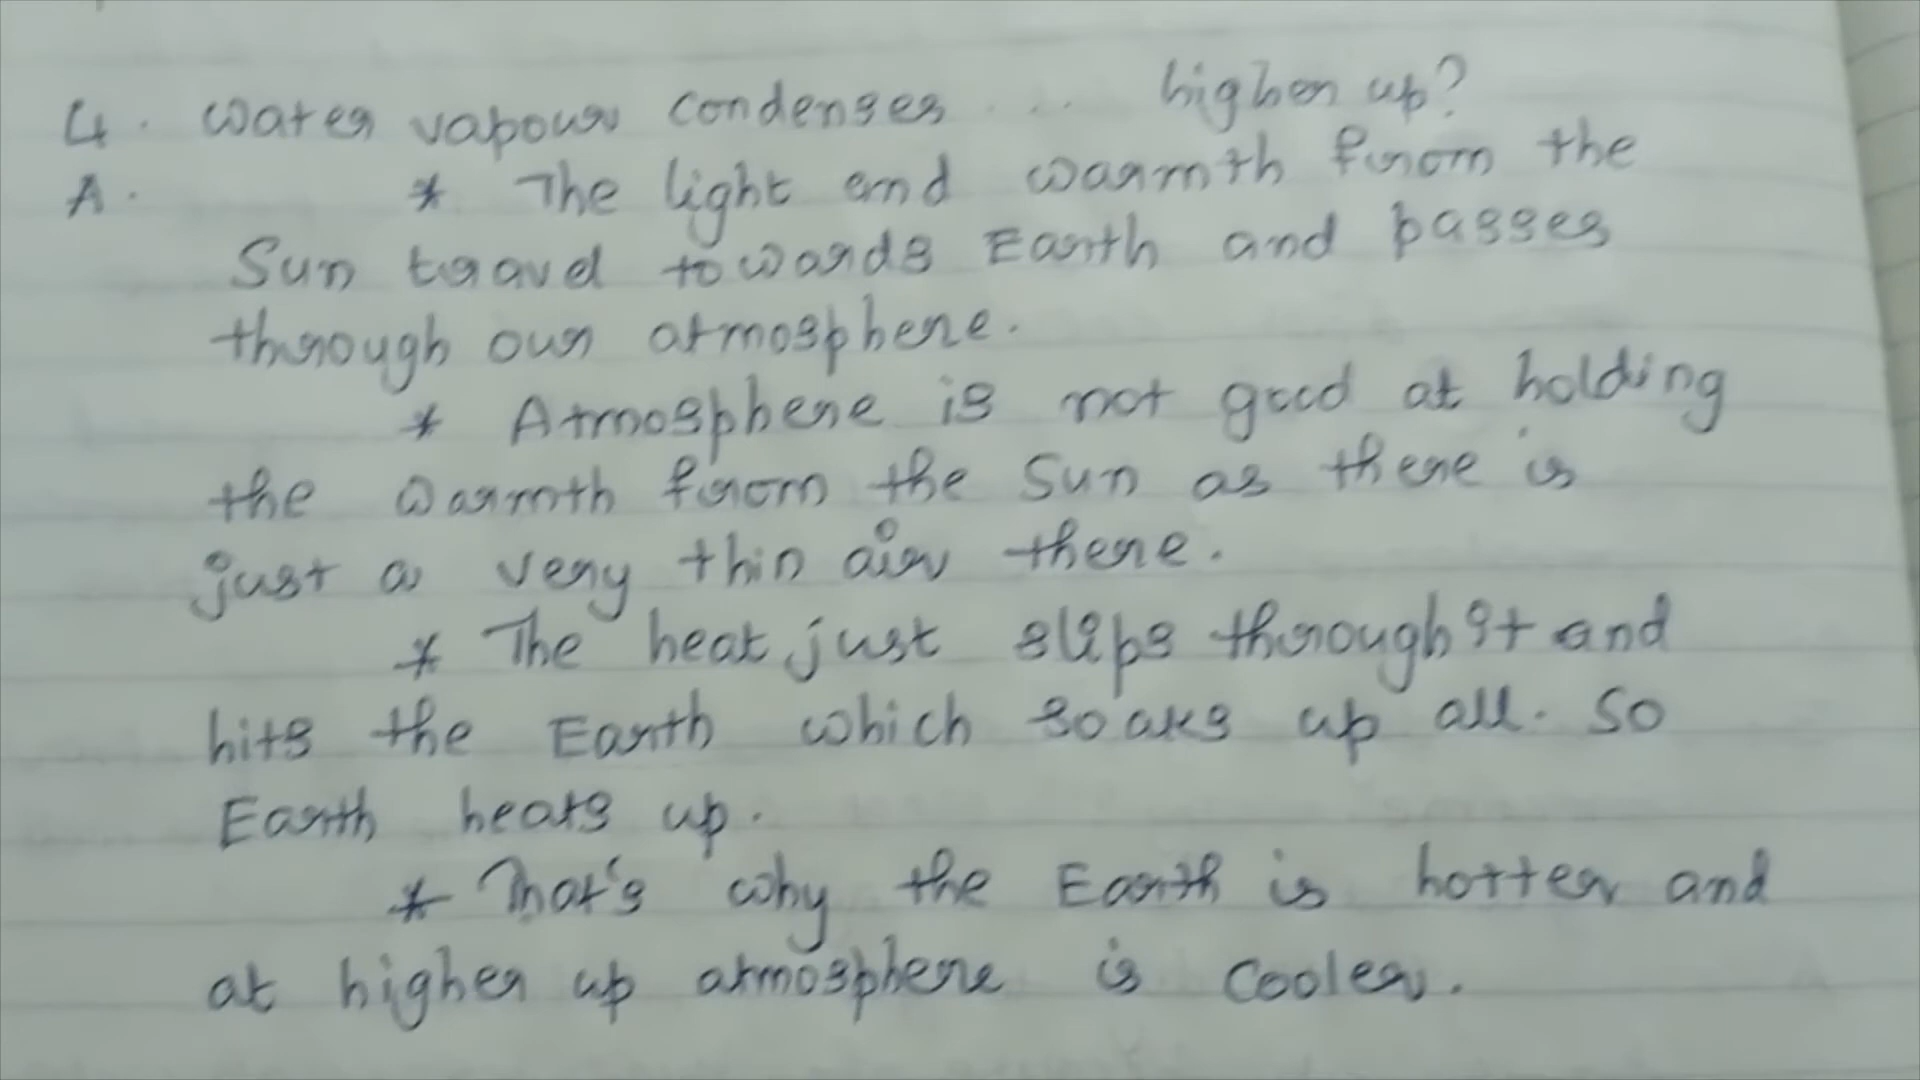 4. Water vapour condenses ... higher up?
A. * The light and warmth from the
Sun travel towards Earth and passes
through our atmosphere.
* Atmosphere is not good at holding
the warmth from the Sun as there is
just a very thin air there.
* The heat just slips through it and
hits the Earth which soaks up all. So
Earth heats up.
* That's why the Earth is hotter and
at higher up atmosphere is cooler.